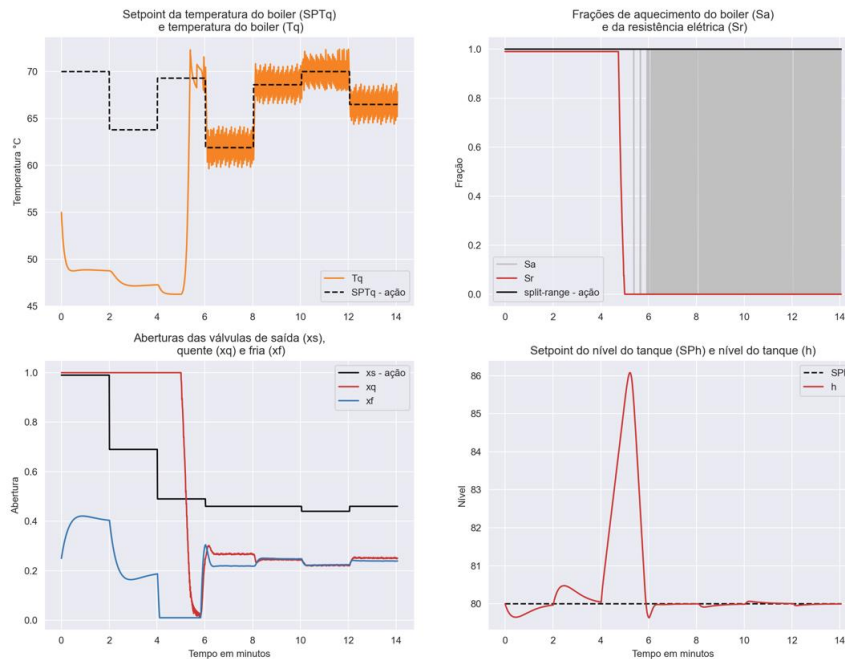 Setpoint da temperatura do boiler (SPTq)
e temperatura do boiler (Tq)
Temperatura °C
70
65
60
55
50
45
0 2 4 6 8 10 12 14
Tq
SPTq - ação
Frações de aquecimento do boiler (Sa)
e da resistência elétrica (Sr)
Fração
1.0
0.8
0.6
0.4
0.2
0.0
0 2 4 6 8 10 12 14
Sa
Sr
split-range - ação
Aberturas das válvulas de saída (xs),
quente (xq) e fria (xf)
Abertura
1.0
0.8
0.6
0.4
0.2
0.0
0 2 4 6 8 10 12 14
Tempo em minutos
xs - ação
xq
xf
Setpoint do nível do tanque (SPh) e nível do tanque (h)
Nível
86
85
84
83
82
81
80
0 2 4 6 8 10 12 14
Tempo em minutos
h